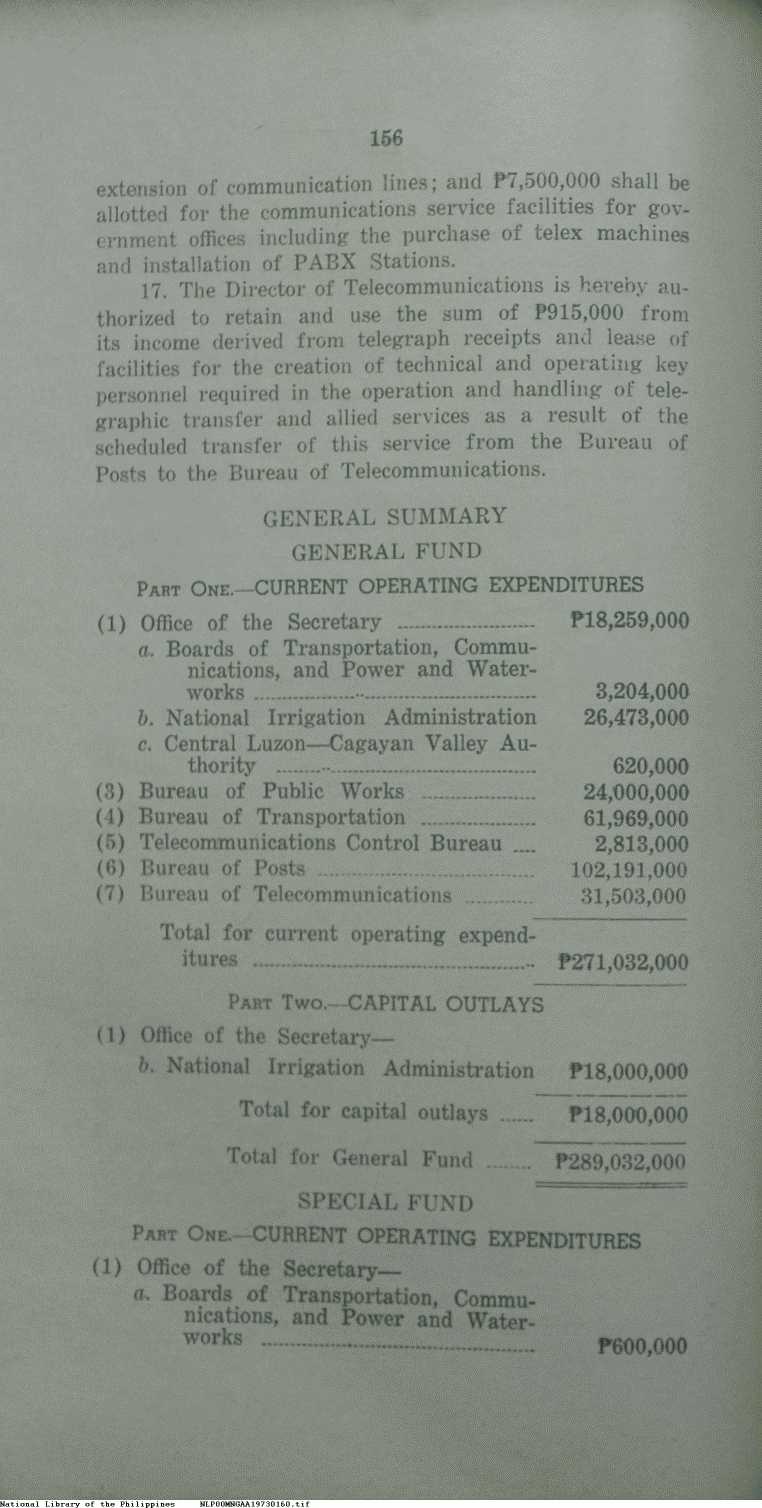 156
extension of communication lines; and ₱7,500,000 shall be
allotted for the communications service facilities for gov-
ernment offices including the purchase of telex machines
and installation of PABX Stations.
17. The Director of Telecommunications is hereby au-
thorized to retain and use the sum of ₱915,000 from
its income derived from telegraph receipts and lease of
facilities for the creation of technical and operating key
personnel required in the operation and handling of tele-
graphic transfer and allied services as a result of the
scheduled transfer of this service from the Bureau of
Posts to the Bureau of Telecommunications.
GENERAL SUMMARY
GENERAL FUND
PART ONE.—CURRENT OPERATING EXPENDITURES
(1) Office of the Secretary ........................ ₱18,259,000
a. Boards of Transportation, Commu-
nications, and Power and Water-
works ................................................ 3,204,000
b. National Irrigation Administration 26,473,000
c. Central Luzon—Cagayan Valley Au-
thority ............................................. 620,000
(3) Bureau of Public Works .................... 24,000,000
(4) Bureau of Transportation .................... 61,969,000
(5) Telecommunications Control Bureau .... 2,813,000
(6) Bureau of Posts ...................................... 102,191,000
(7) Bureau of Telecommunications ............ 31,503,000
Total for current operating expend-
itures ................................................ ₱271,032,000
PART TWO.—CAPITAL OUTLAYS
(1) Office of the Secretary—
b. National Irrigation Administration ₱18,000,000
Total for capital outlays ...... ₱18,000,000
Total for General Fund ........ ₱289,032,000
SPECIAL FUND
PART ONE.—CURRENT OPERATING EXPENDITURES
(1) Office of the Secretary—
a. Boards of Transportation, Commu-
nications, and Power and Water-
works ................................................ ₱600,000
National Library of the Philippines NLP00MNGAA19730160.tif